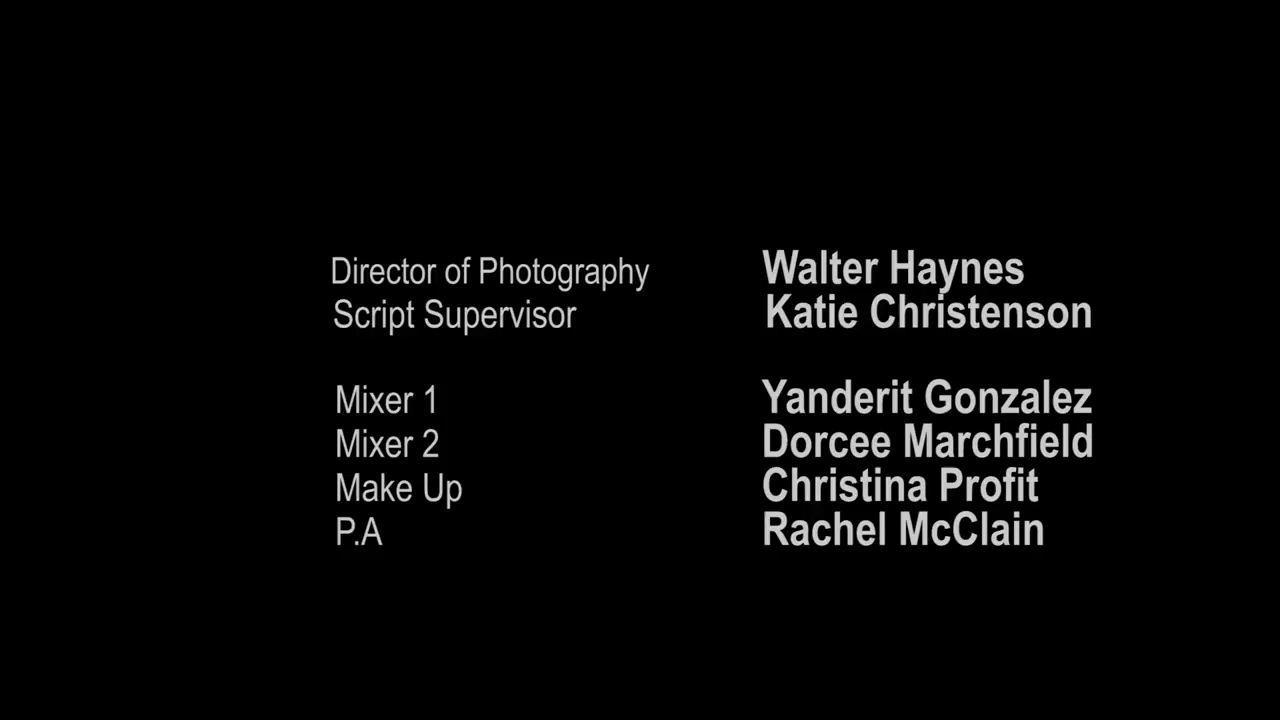 Director of Photography Walter Haynes
Script Supervisor Katie Christenson
Mixer 1 Yanderit Gonzalez
Mixer 2 Dorcee Marchfield
Make Up Christina Profit
P.A Rachel McClain